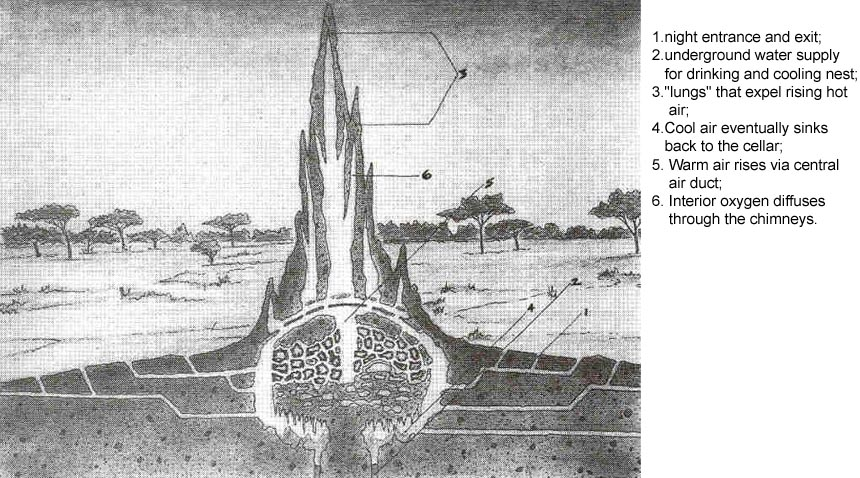 3
6
5
2
4
1
1.night entrance and exit;
2.underground water supply
for drinking and cooling nest;
3."lungs" that expel rising hot
air;
4.Cool air eventually sinks
back to the cellar;
5. Warm air rises via central
air duct;
6. Interior oxygen diffuses
through the chimneys.